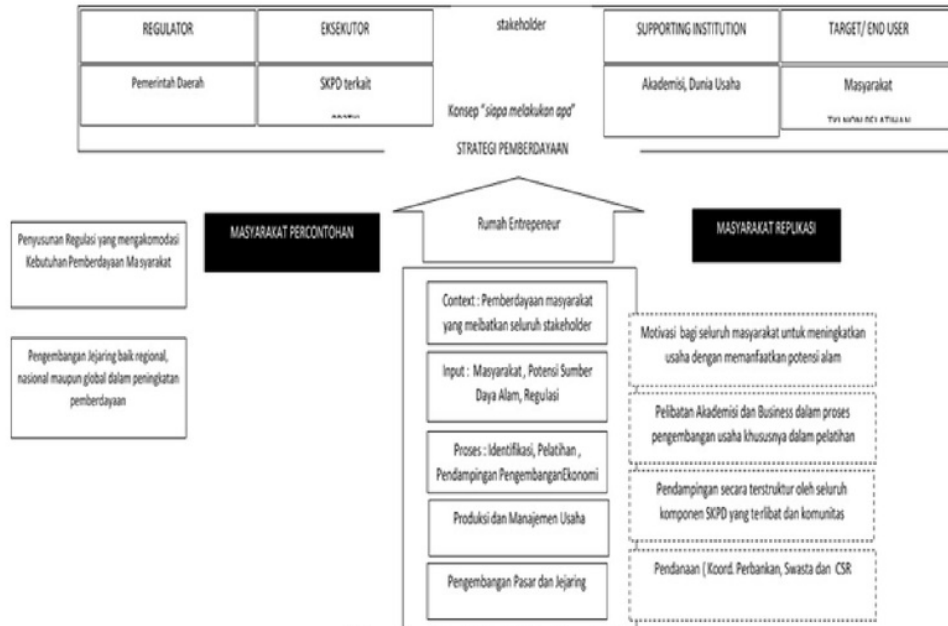 REGULATOR
EKSEKUTOR
stakeholder
SUPPORTING INSTITUTION
TARGET/ END USER
Pemerintah Daerah
SKPD terkait
Akademisi, Dunia Usaha
Masyarakat
TKI NON PELATIHAN
Konsep "siapa melakukan apa"
STRATEGI PEMBERDAYAAN
Rumah Entrepeneur
MASYARAKAT PERCONTOHAN
MASYARAKAT REPLIKASI
Penyusunan Regulasi yang mengakomodasi
Kebutuhan Pemberdayaan Masyarakat
Pengembangan Jejaring baik regional,
nasional maupun global dalam peningkatan
pemberdayaan
Context : Pemberdayaan masyarakat
yang meibatkan seluruh stakeholder
Input : Masyarakat , Potensi Sumber
Daya Alam, Regulasi
Proses : Identifikasi, Pelatihan ,
Pendampingan PengembanganEkonomi
Produksi dan Manajemen Usaha
Pengembangan Pasar dan Jejaring
Motivasi bagi seluruh masyarakat untuk meningkatkan
usaha dengan memanfaatkan potensi alam
Pelibatan Akademisi dan Business dalam proses
pengembangan usaha khususnya dalam pelatihan
Pendampingan secara terstruktur oleh seluruh
komponen SKPD yang terlibat dan komunitas
Pendanaan ( Koord. Perbankan, Swasta dan CSR